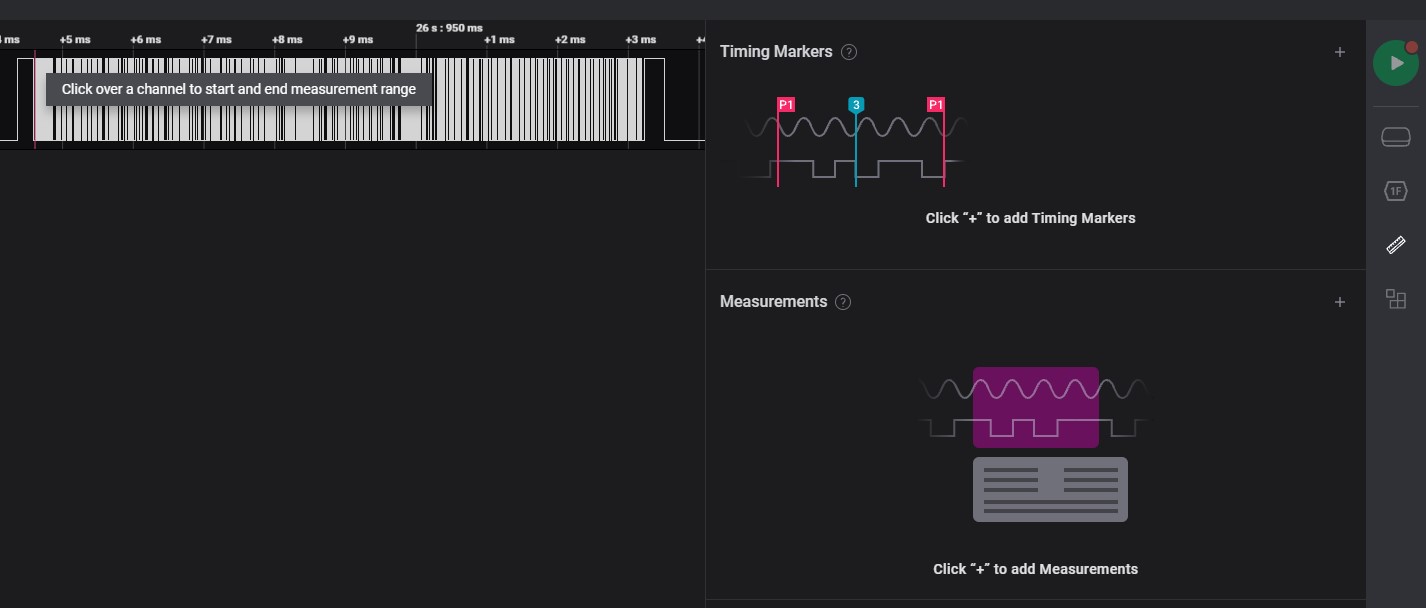 26 s : 950 ms
ms +5 ms +6 ms +7 ms +8 ms +9 ms +1 ms +2 ms +3 ms
Click over a channel to start and end measurement range
Timing Markers ?
+
P1 3 P1
Click “+” to add Timing Markers
Measurements ?
+
Click “+” to add Measurements
1F